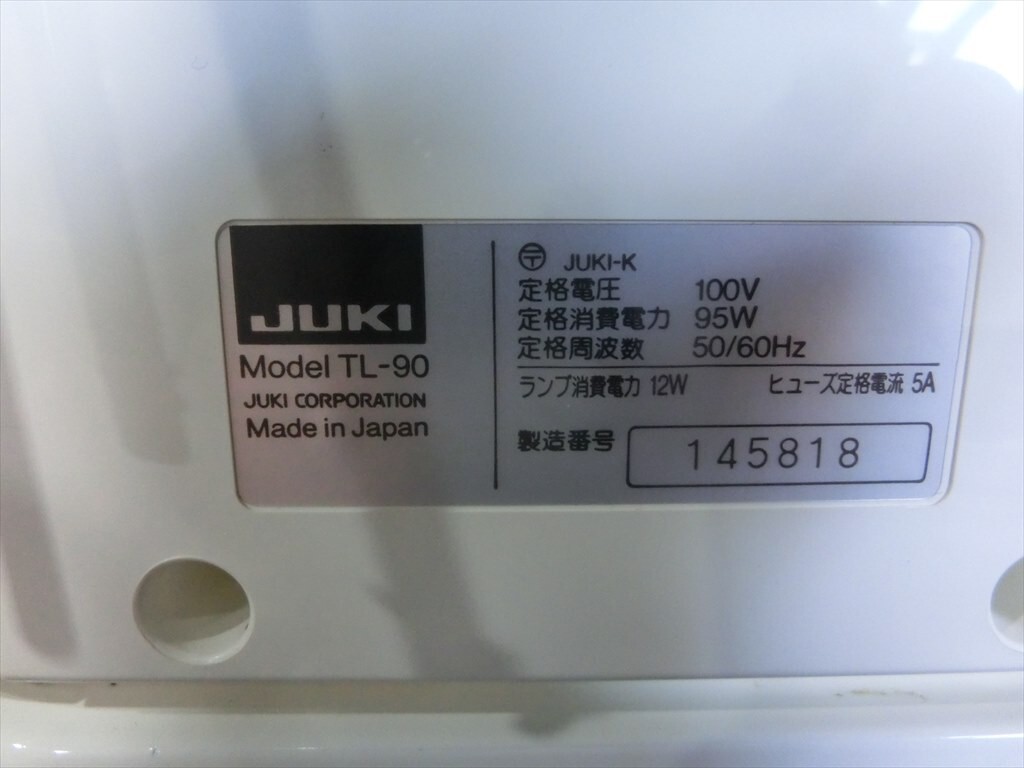 JUKI
Model TL-90
JUKI CORPORATION
Made in Japan
〶 JUKI-K
定格電圧 100V
定格消費電力 95W
定格周波数 50/60Hz
ランプ消費電力 12W ヒューズ定格電流 5A
製造番号 145818